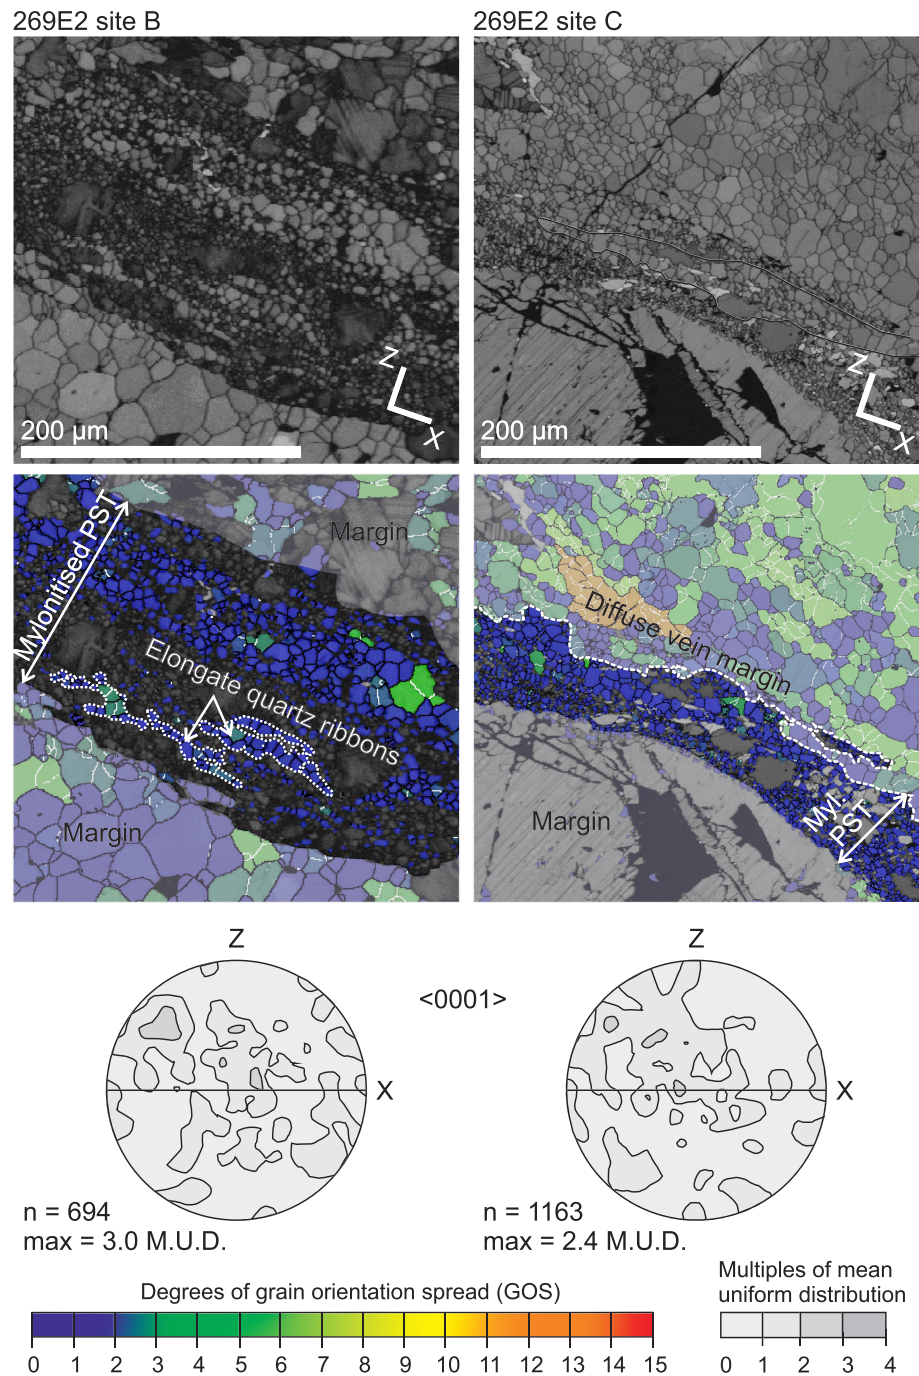 269E2 site B
269E2 site C
Z
X
200 µm
Z
X
200 µm
Mylonitised PST
Margin
Elongate quartz ribbons
Margin
Diffuse vein margin
Margin
Myl. PST
Z
X
<0001>
Z
X
n = 694
max = 3.0 M.U.D.
n = 1163
max = 2.4 M.U.D.
Degrees of grain orientation spread (GOS)
0 1 2 3 4 5 6 7 8 9 10 11 12 13 14 15
Multiples of mean
uniform distribution
0 1 2 3 4